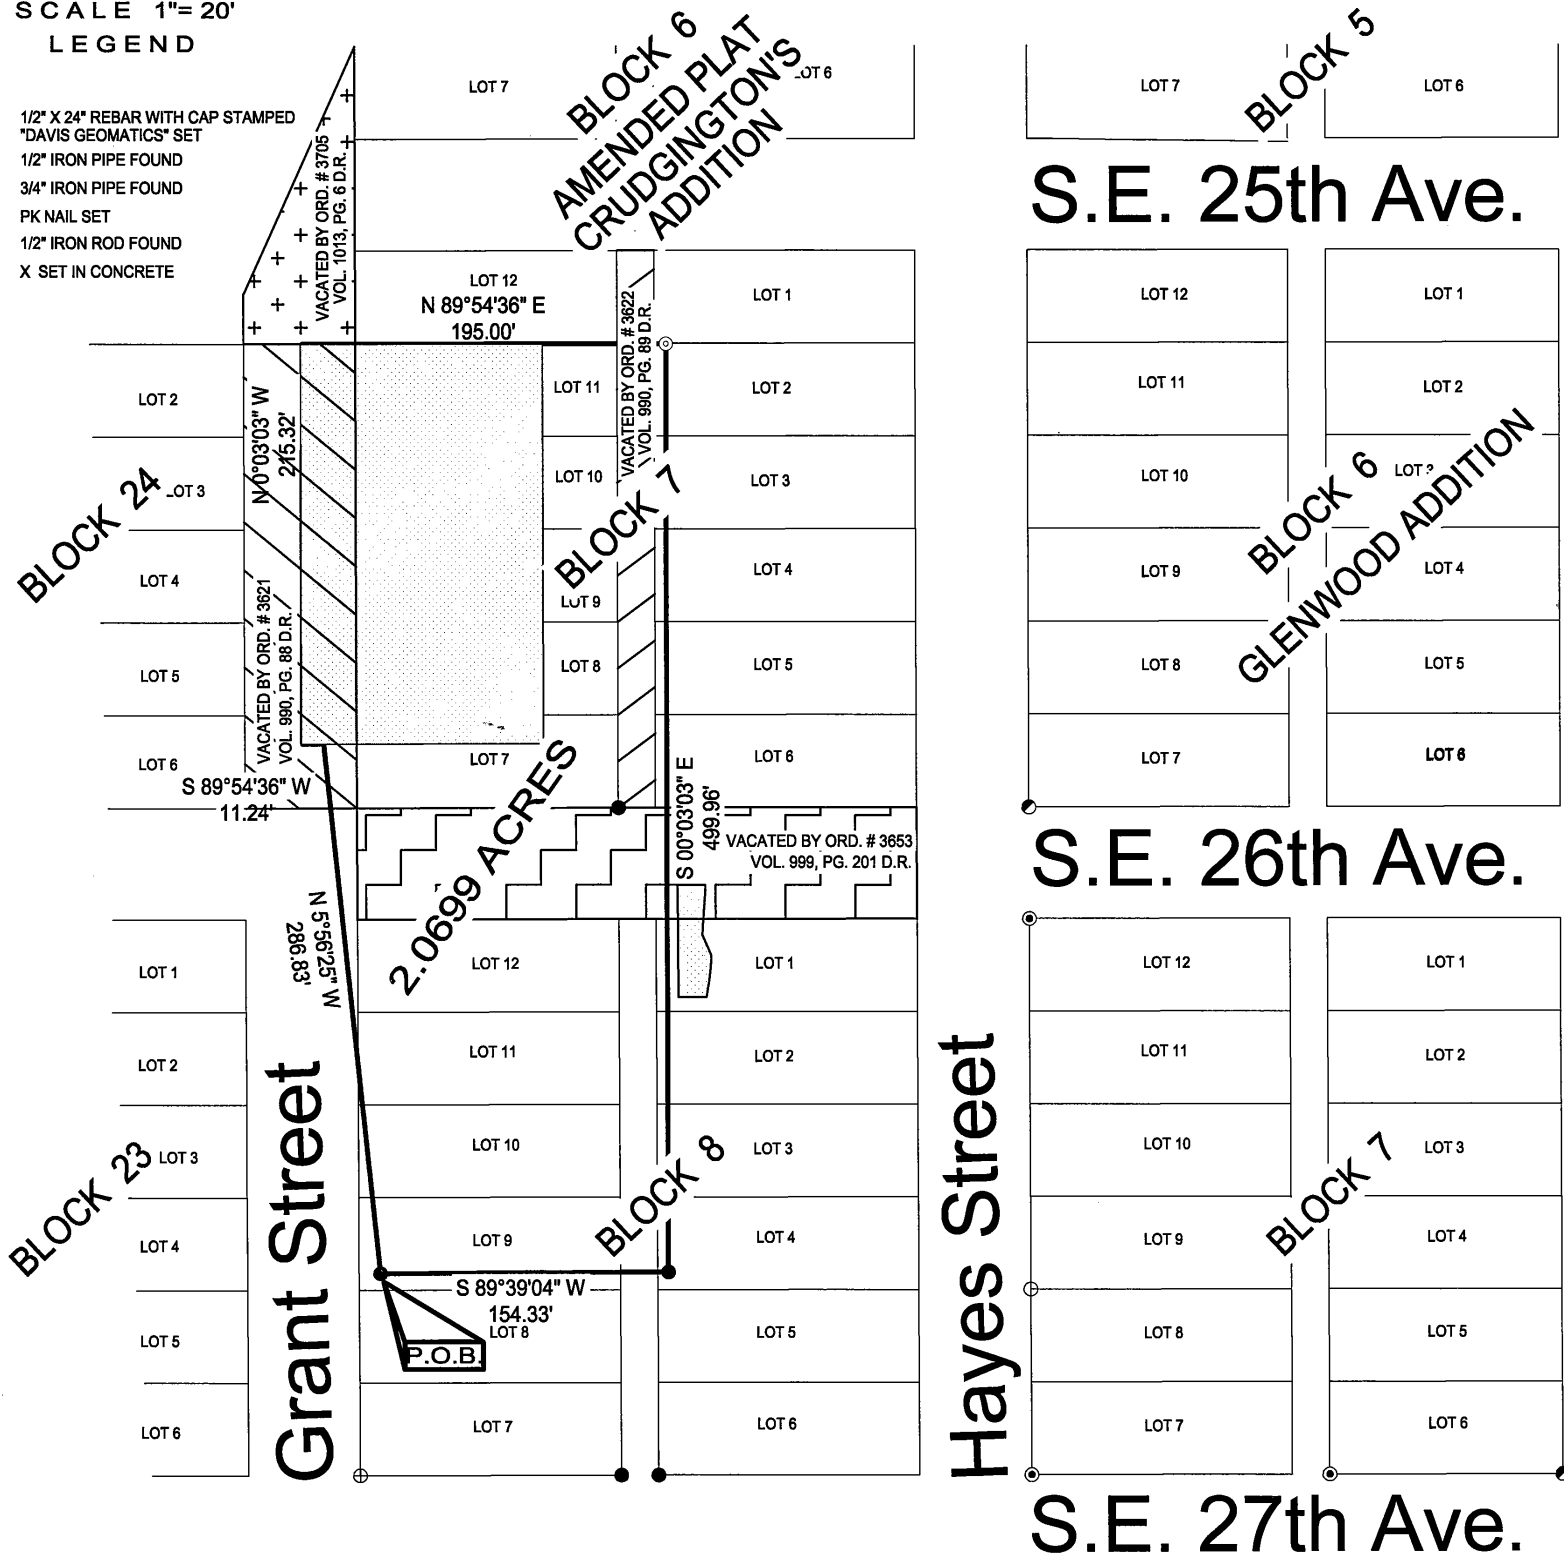 SCALE 1"= 20'
LEGEND
1/2" X 24" REBAR WITH CAP STAMPED
"DAVIS GEOMATICS" SET
1/2" IRON PIPE FOUND
3/4" IRON PIPE FOUND
PK NAIL SET
1/2" IRON ROD FOUND
X SET IN CONCRETE
VACATED BY ORD. # 3705
VOL. 1013, PG. 6 D.R.
LOT 7
BLOCK 6
AMENDED PLAT
CRUDGINGTON'S
ADDITION
LOT 6
LOT 7
BLOCK 5
LOT 6
S.E. 25th Ave.
LOT 12
N 89°54'36" E
195.00'
VACATED BY ORD. # 3622
VOL. 990, PG. 89 D.R.
LOT 1
LOT 12
LOT 1
LOT 2
N 0°03'03" W
215.32'
LOT 11
LOT 2
LOT 11
LOT 2
BLOCK 24
LOT 3
LOT 10
BLOCK 7
LOT 3
LOT 10
LOT
BLOCK 6
GLENWOOD ADDITION
LOT 4
LOT 9
LOT 4
LOT 9
LOT 4
VACATED BY ORD. # 3621
VOL. 990, PG. 88 D.R.
LOT 5
LOT 8
LOT 5
LOT 8
LOT 5
LOT 6
LOT 7
LOT 6
LOT 7
LOT 6
S 89°54'36" W
11.24'
2.0699 ACRES
S 00°03'03" E
499.96'
VACATED BY ORD. # 3653
VOL. 999, PG. 201 D.R.
S.E. 26th Ave.
N 5°56'25" W
286.83'
LOT 1
LOT 12
LOT 1
LOT 12
LOT 1
LOT 2
LOT 11
LOT 2
LOT 11
LOT 2
Grant Street
Hayes Street
BLOCK 23
LOT 3
LOT 10
BLOCK 8
LOT 3
LOT 10
BLOCK 7
LOT 3
LOT 4
LOT 9
LOT 4
LOT 9
LOT 4
S 89°39'04" W
154.33'
LOT 5
LOT 8
P.O.B.
LOT 5
LOT 8
LOT 5
LOT 6
LOT 7
LOT 6
LOT 7
LOT 6
S.E. 27th Ave.